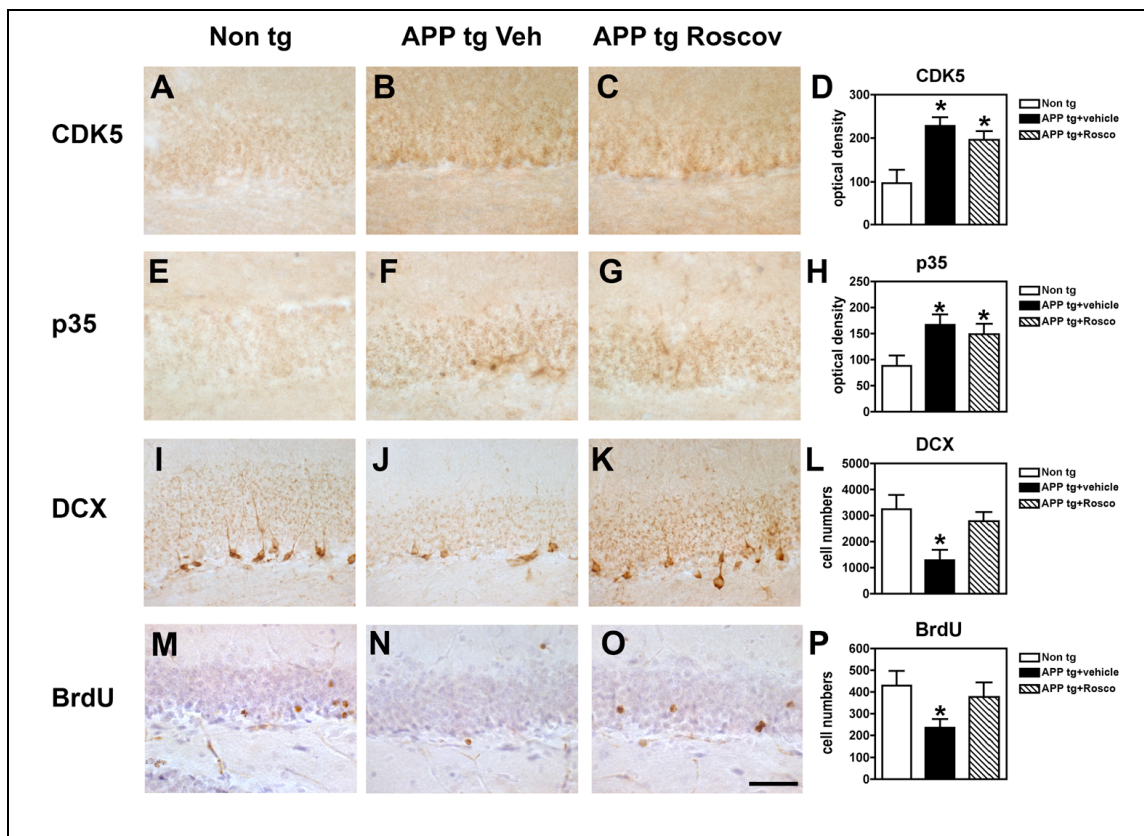 Non tg APP tg Veh APP tg Roscov
CDK5
A B C D
CDK5
optical density
300
200
100
0
* *
Non tg
APP tg+vehicle
APP tg+Rosco
p35
E F G H
p35
optical density
250
200
150
100
50
0
* *
Non tg
APP tg+vehicle
APP tg+Rosco
DCX
I J K L
DCX
cell numbers
5000
4000
3000
2000
1000
0
*
Non tg
APP tg+vehicle
APP tg+Rosco
BrdU
M N O P
BrdU
cell numbers
600
500
400
300
200
100
0
*
Non tg
APP tg+vehicle
APP tg+Rosco